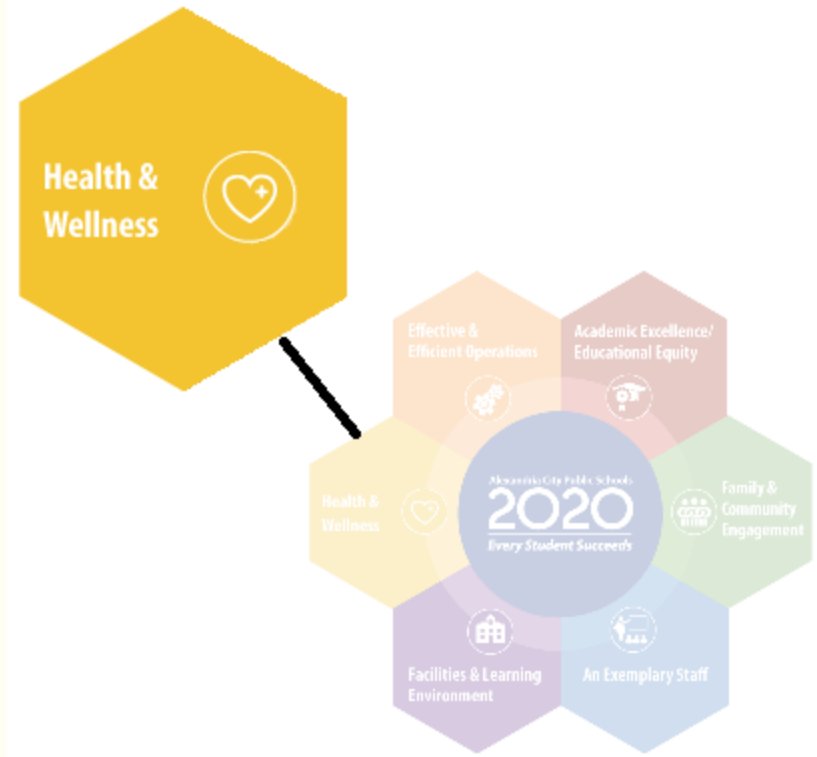 Health &
Wellness
Effective &
Efficient Operations
Academic Excellence/
Educational Equity
Health &
Wellness
Alexandria City Public Schools
2020
Every Student Succeeds
Family &
Community
Engagement
Facilities & Learning
Environment
An Exemplary Staff